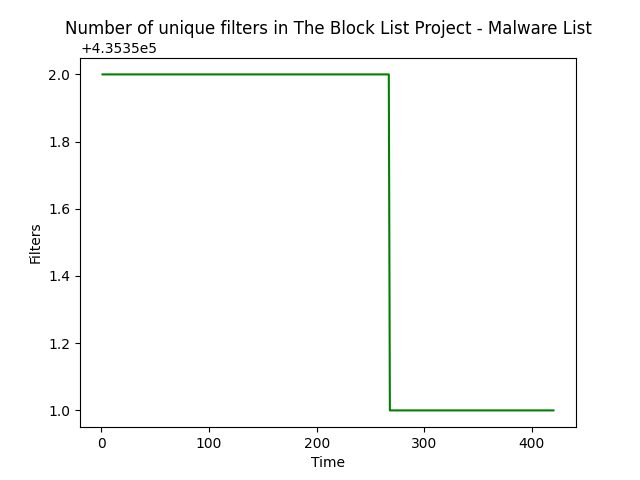 Number of unique filters in The Block List Project - Malware List
+4.3535e5
2.0
1.8
1.6
1.4
1.2
1.0
Filters
0 100 200 300 400
Time